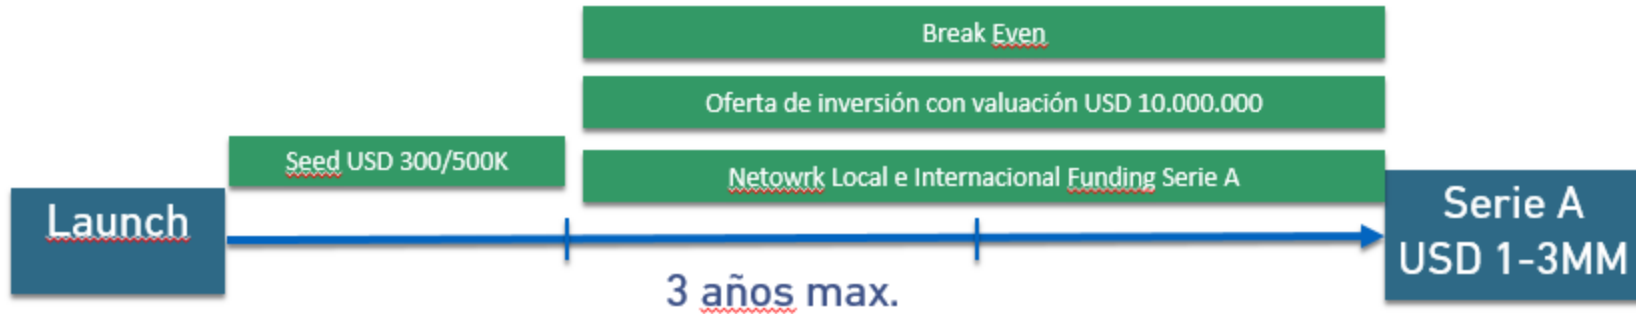 Break Even
Oferta de inversión con valuación USD 10.000.000
Seed USD 300/500K
Netowrk Local e Internacional Funding Serie A
Launch
Serie A
USD 1-3MM
3 años max.